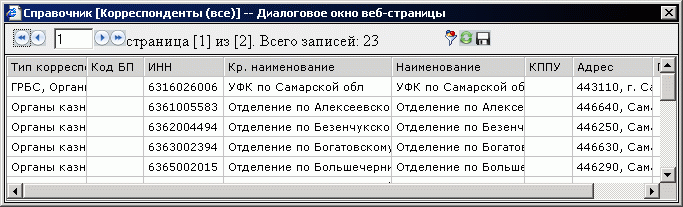 Справочник [Корреспонденты (все)] -- Диалоговое окно веб-страницы
1 страница [1] из [2]. Всего записей: 23
Тип корресп Код БП ИНН Кр. наименование Наименование КППУ Адрес
ГРБС, Органи 6316026006 УФК по Самарской обл УФК по Самарской об 443110, г. Са
Органы казн 6361005583 Отделение по Алексеевско Отделение по Алексе 446640, Сам
Органы казн 6362004494 Отделение по Безенчукско Отделение по Безенч 446250, Сам
Органы казн 6363002394 Отделение по Богатовскому Отделение по Богатов 446630, Сам
Органы казн 6365002015 Отделение по Большечерни Отделение по Больше 446290, Сам